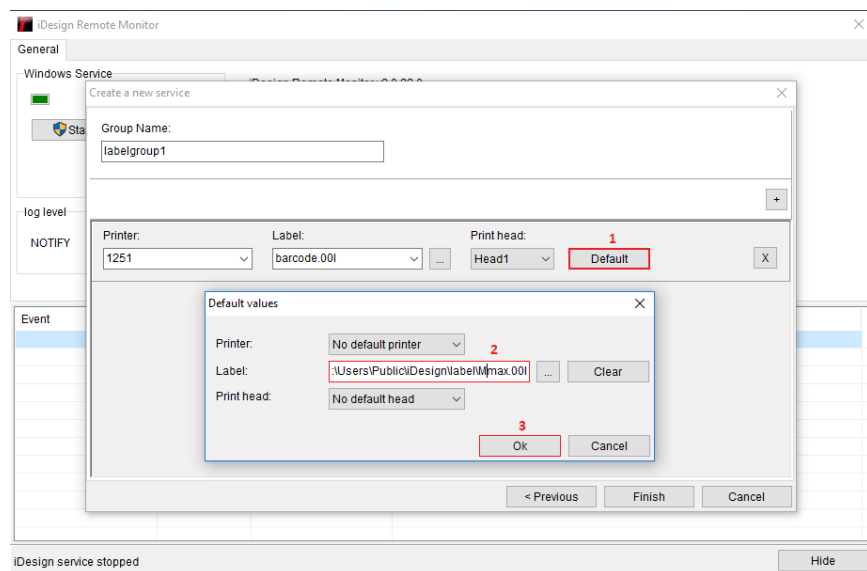 iDesign Remote Monitor
General
Windows Service
Create a new service
Group Name:
labelgroup1
+
log level
NOTIFY
Printer:
Label:
Print head:
1
1251
barcode.00l
...
Head1
Default
X
Default values
Printer:
No default printer
2
Label:
:\Users\Public\iDesign\label\Mmax.00l
...
Clear
Print head:
No default head
3
Ok
Cancel
Event
< Previous
Finish
Cancel
iDesign service stopped
Hide